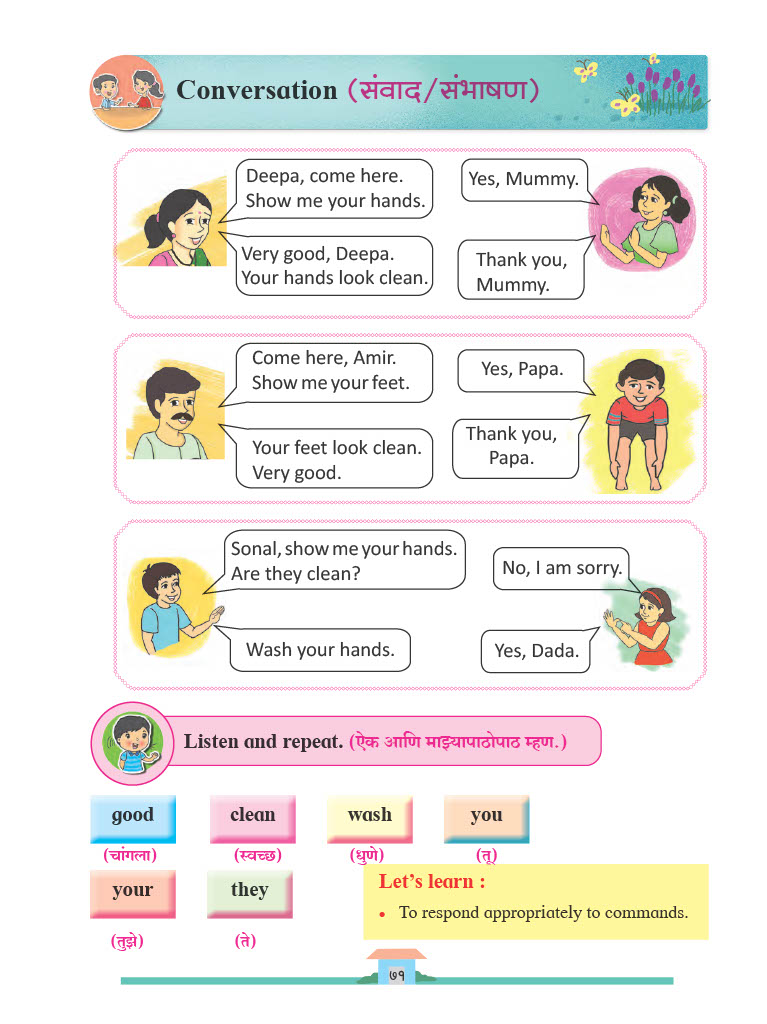 Conversation (संवाद/संभाषण)
Deepa, come here.
Show me your hands.
Yes, Mummy.
Very good, Deepa.
Your hands look clean.
Thank you,
Mummy.
Come here, Amir.
Show me your feet.
Yes, Papa.
Your feet look clean.
Very good.
Thank you,
Papa.
Sonal, show me your hands.
Are they clean?
No, I am sorry.
Wash your hands.
Yes, Dada.
Listen and repeat. (ऐक आणि माझ्यापाठोपाठ म्हण.)
good clean wash you
(चांगला) (स्वच्छ) (धुणे) (तू)
your they
(तुझे) (ते)
Let’s learn :
• To respond appropriately to commands.
७१